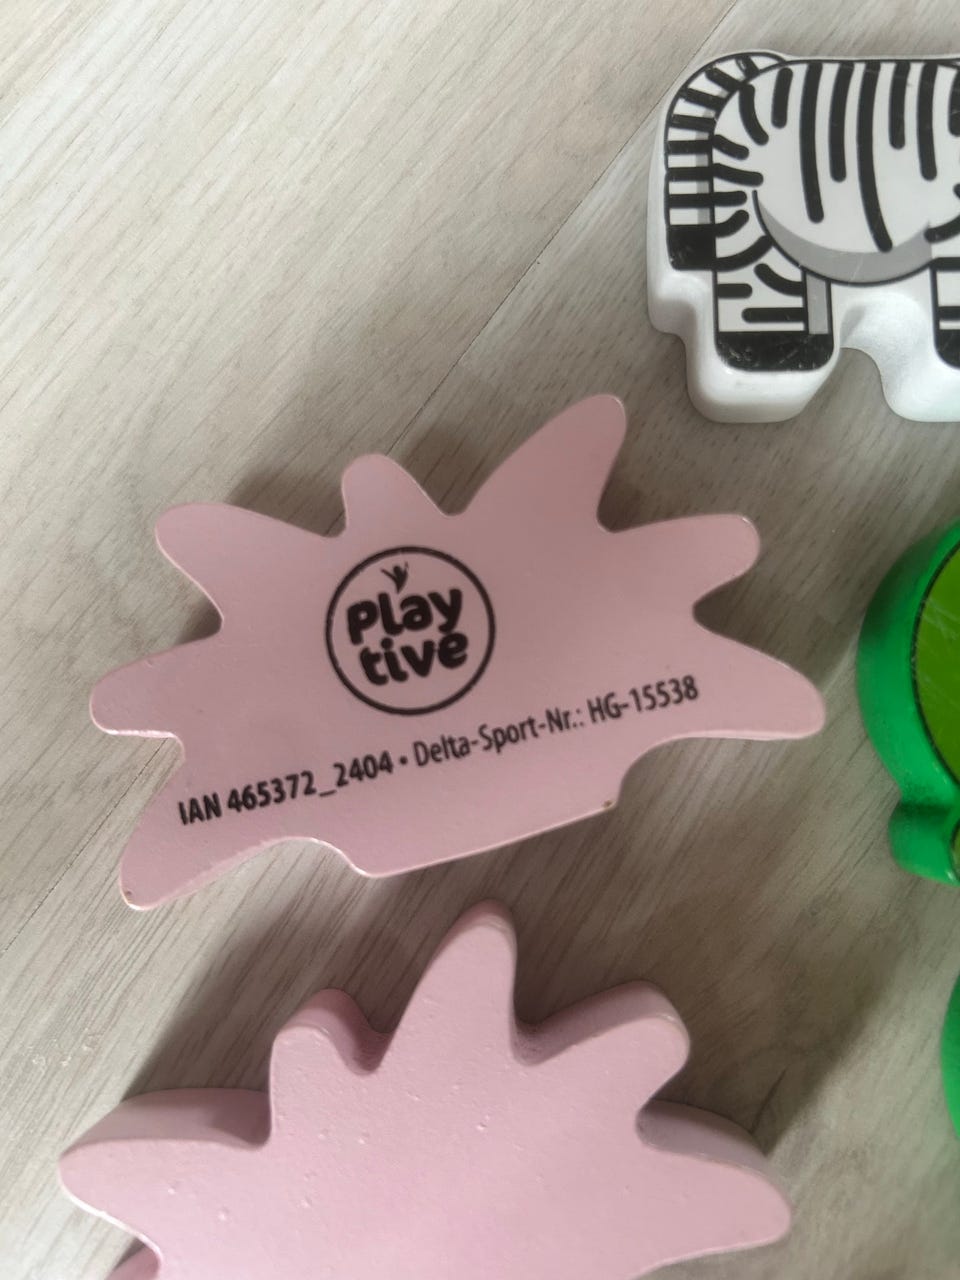 play
tive
IAN 465372_2404 • Delta-Sport-Nr.: HG-15538